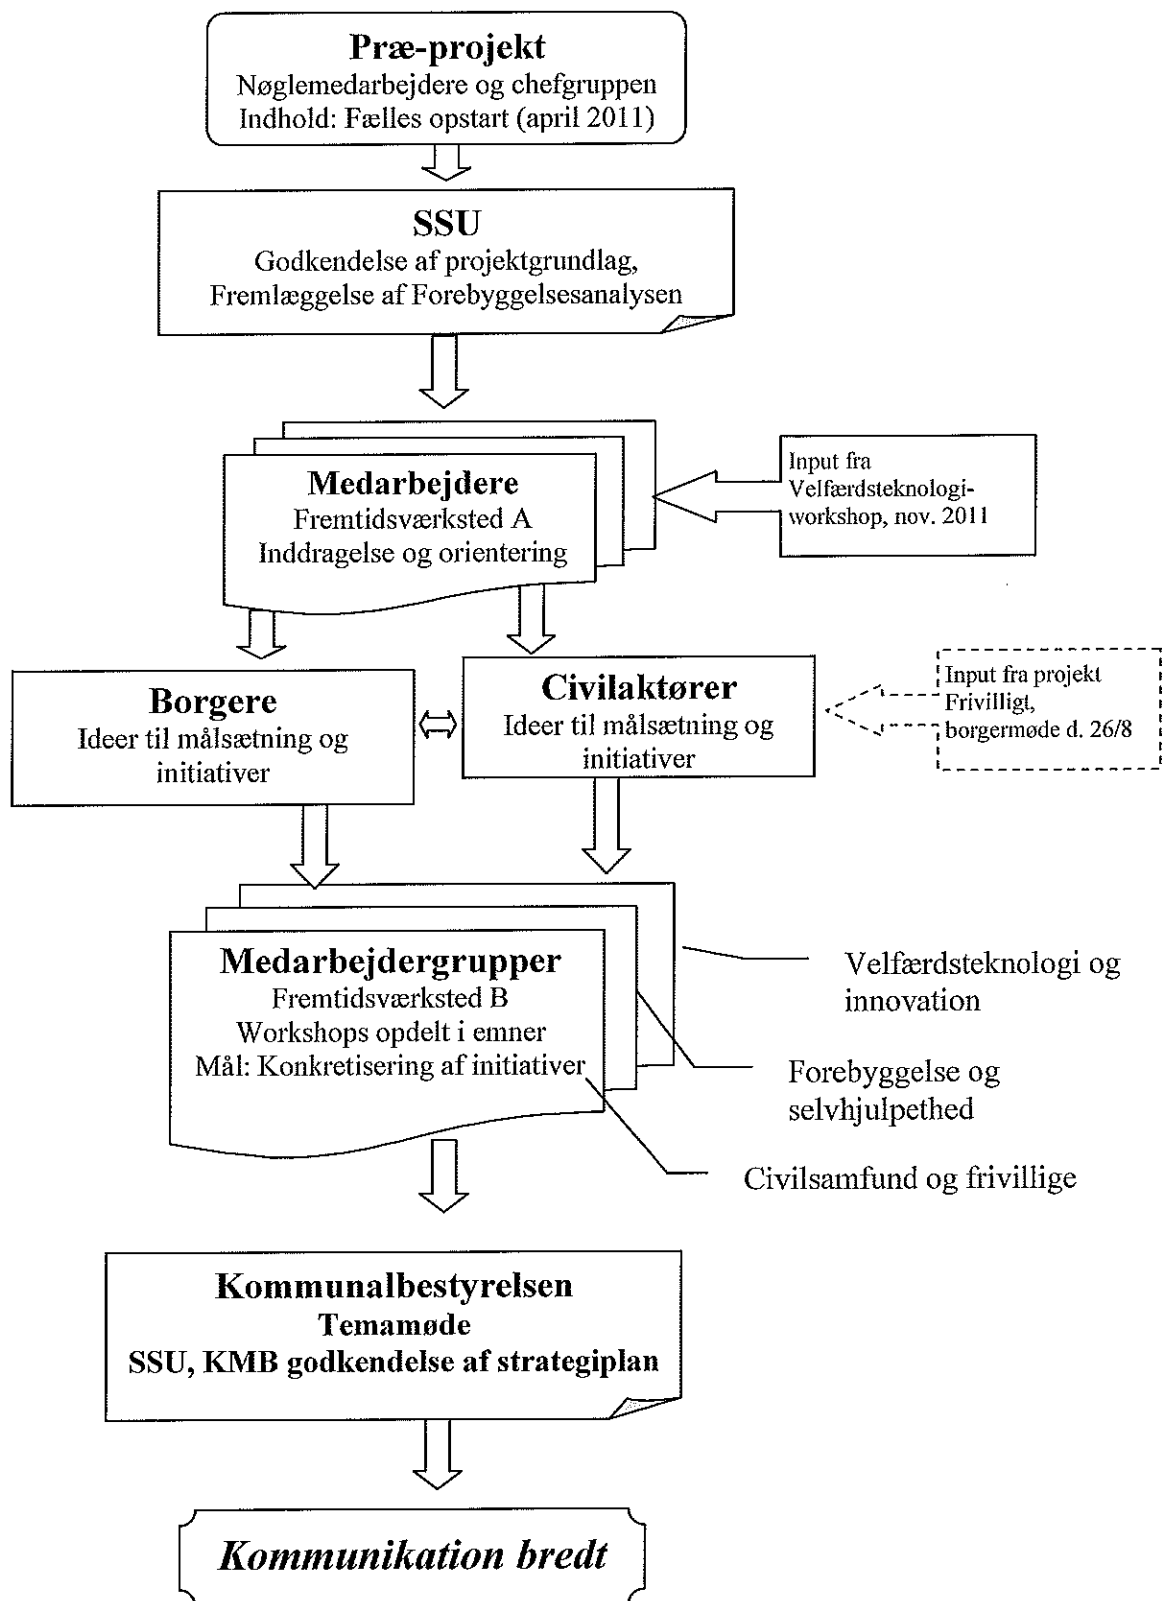 Præ-projekt
Nøglemedarbejdere og chefgruppen
Indhold: Fælles opstart (april 2011)
SSU
Godkendelse af projektgrundlag,
Fremlæggelse af Forebyggelsesanalysen
Medarbejdere
Fremtidsværksted A
Inddragelse og orientering
Input fra
Velfærdsteknologi-
workshop, nov. 2011
Borgere
Ideer til målsætning og
initiativer
Civilaktører
Ideer til målsætning og
initiativer
Input fra projekt
Frivilligt,
borgermøde d. 26/8
Medarbejdergrupper
Fremtidsværksted B
Workshops opdelt i emner
Mål: Konkretisering af initiativer
Velfærdsteknologi og
innovation
Forebyggelse og
selvhjulpethed
Civilsamfund og frivillige
Kommunalbestyrelsen
Temamøde
SSU, KMB godkendelse af strategiplan
Kommunikation bredt